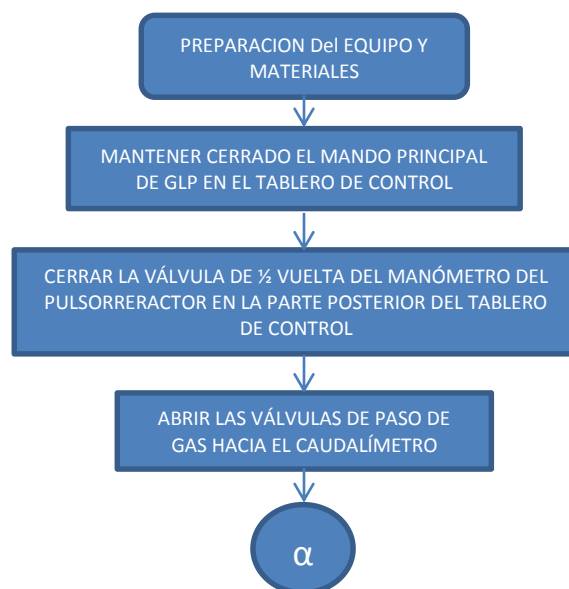 PREPARACION Del EQUIPO Y
MATERIALES
MANTENER CERRADO EL MANDO PRINCIPAL
DE GLP EN EL TABLERO DE CONTROL
CERRAR LA VÁLVULA DE ½ VUELTA DEL MANÓMETRO DEL
PULSORRERACTOR EN LA PARTE POSTERIOR DEL TABLERO
DE CONTROL
ABRIR LAS VÁLVULAS DE PASO DE
GAS HACIA EL CAUDALÍMETRO
α